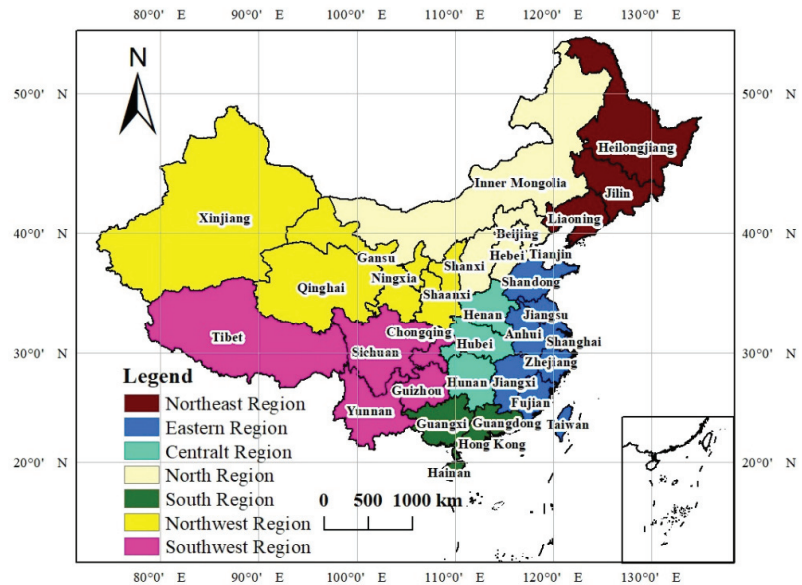 80°0' E 90°0' E 100°0' E 110°0' E 120°0' E 130°0' E
N
50°0' N 50°0' N
Heilongjiang
Inner Mongolia
Jilin
Xinjiang
Liaoning
40°0' N 40°0' N
Beijing
Gansu Shanxi Hebei Tianjin
Ningxia
Qinghai Shandong
Shaanxi
Henan Jiangsu
Tibet Chongqing Anhui
Hubei Shanghai
30°0' N Sichuan 30°0' N
Zhejiang
Legend
Hunan Jiangxi
Guizhou
Northeast Region
Yunnan Fujian
Eastern Region
Guangxi Guangdong Taiwan
Centralt Region
Hong Kong
North Region
20°0' N Hainan 20°0' N
South Region
0 500 1000 km
Northwest Region
Southwest Region
80°0' E 90°0' E 100°0' E 110°0' E 120°0' E 130°0' E